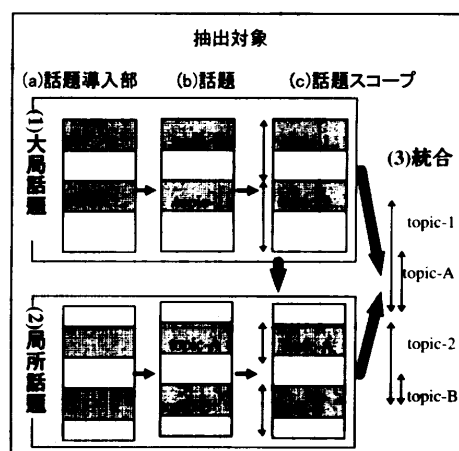 抽出対象
(a)話題導入部 (b)話題 (c)話題スコープ
(1)大局話題
(3)統合
topic-1
topic-A
(2)局所話題
topic-2
topic-B